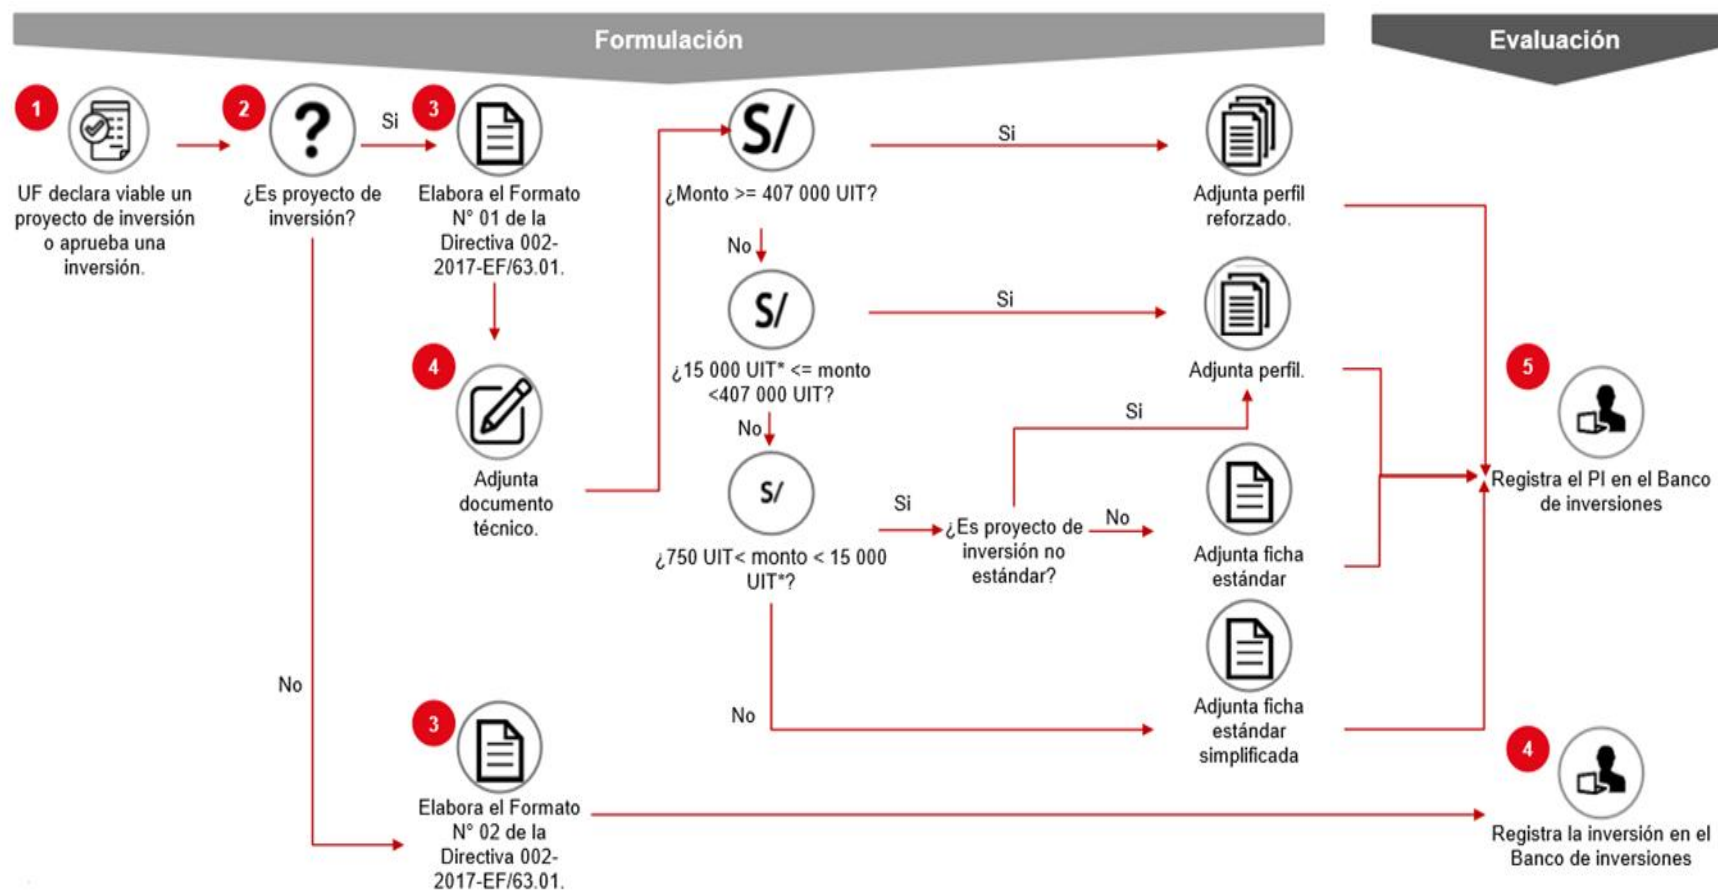 Formulación
Evaluación
1
UF declara viable un
proyecto de inversión
o aprueba una
inversión.
2
?
¿Es proyecto de
inversión?
Si
3
Elabora el Formato
N° 01 de la
Directiva 002-
2017-EF/63.01.
4
Adjunta
documento
técnico.
S/
¿Monto >= 407 000 UIT?
Si
Adjunta perfil
reforzado.
No
S/
¿15 000 UIT* <= monto
<407 000 UIT?
Si
Adjunta perfil.
No
S/
¿750 UIT< monto < 15 000
UIT*?
Si
¿Es proyecto de
inversión no
estándar?
Si
No
Adjunta ficha
estándar
No
Adjunta ficha
estándar
simplificada
5
Registra el PI en el Banco
de inversiones
No
3
Elabora el Formato
N° 02 de la
Directiva 002-
2017-EF/63.01.
4
Registra la inversión en el
Banco de inversiones